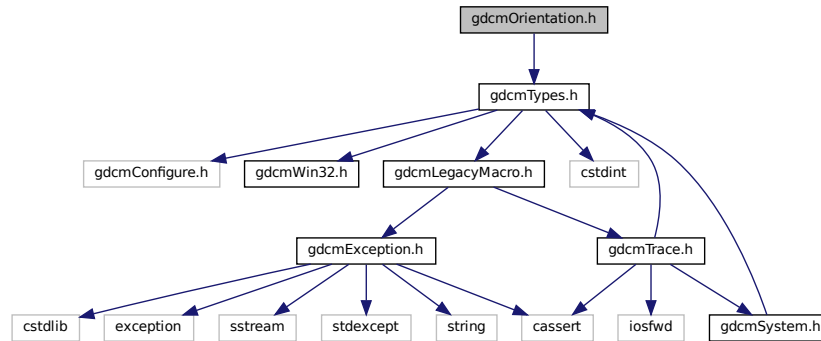 gdcmOrientation.h
gdcmTypes.h
gdcmConfigure.h
gdcmWin32.h
gdcmLegacyMacro.h
cstdint
gdcmException.h
gdcmTrace.h
cstdlib
exception
sstream
stdexcept
string
cassert
iosfwd
gdcmSystem.h